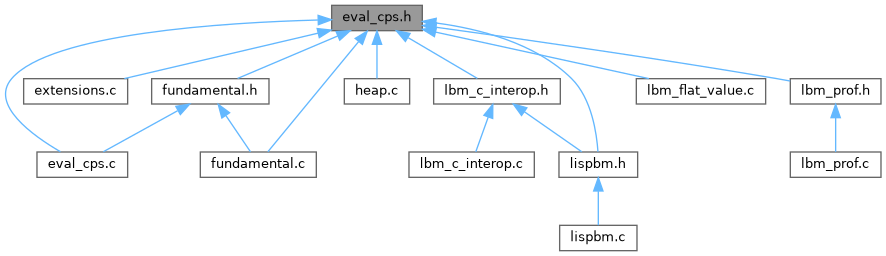 eval_cps.h
extensions.c
fundamental.h
heap.c
lbm_c_interop.h
lbm_flat_value.c
lbm_prof.h
eval_cps.c
fundamental.c
lbm_c_interop.c
lispbm.h
lbm_prof.c
lispbm.c